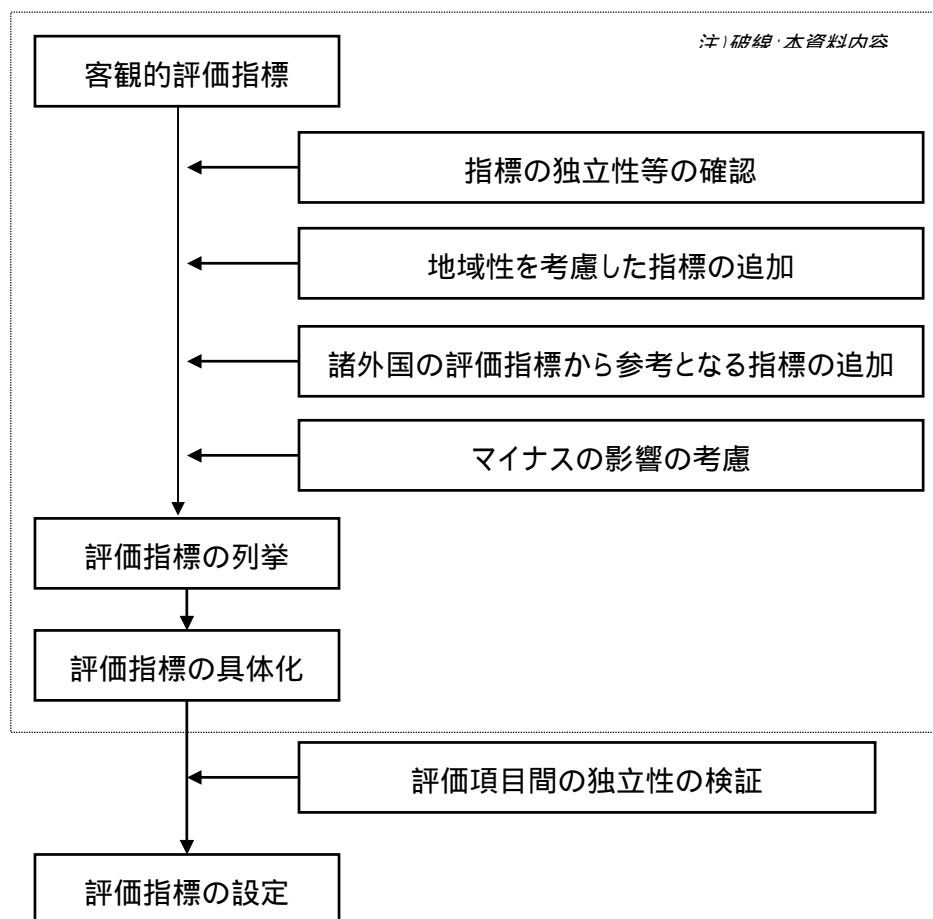 注）破線：本資料内容
客観的評価指標
指標の独立性等の確認
地域性を考慮した指標の追加
諸外国の評価指標から参考となる指標の追加
マイナスの影響の考慮
評価指標の列挙
評価指標の具体化
評価項目間の独立性の検証
評価指標の設定